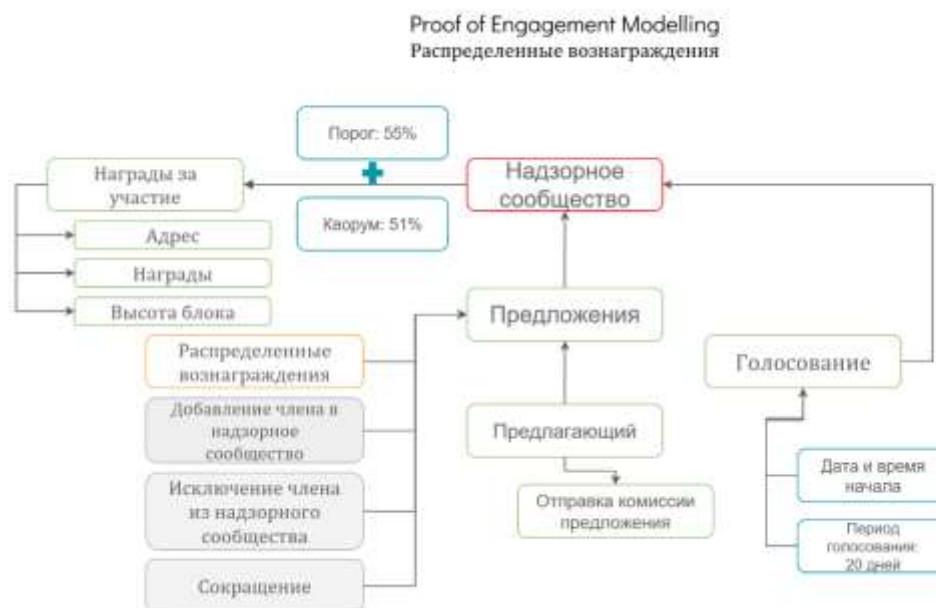 Proof of Engagement Modelling
Распределенные вознаграждения
Порог: 55%
Награды за
участие
Надзорное
сообщество
Кворум: 51%
Адрес
Награды
Высота блока
Предложения
Распределенные
вознаграждения
Голосование
Добавление члена в
надзорное
сообщество
Предлагающий
Исключение члена
из надзорного
сообщества
Отправка комиссии
предложения
Дата и время
начала
Период
голосования:
20 дней
Сокращение